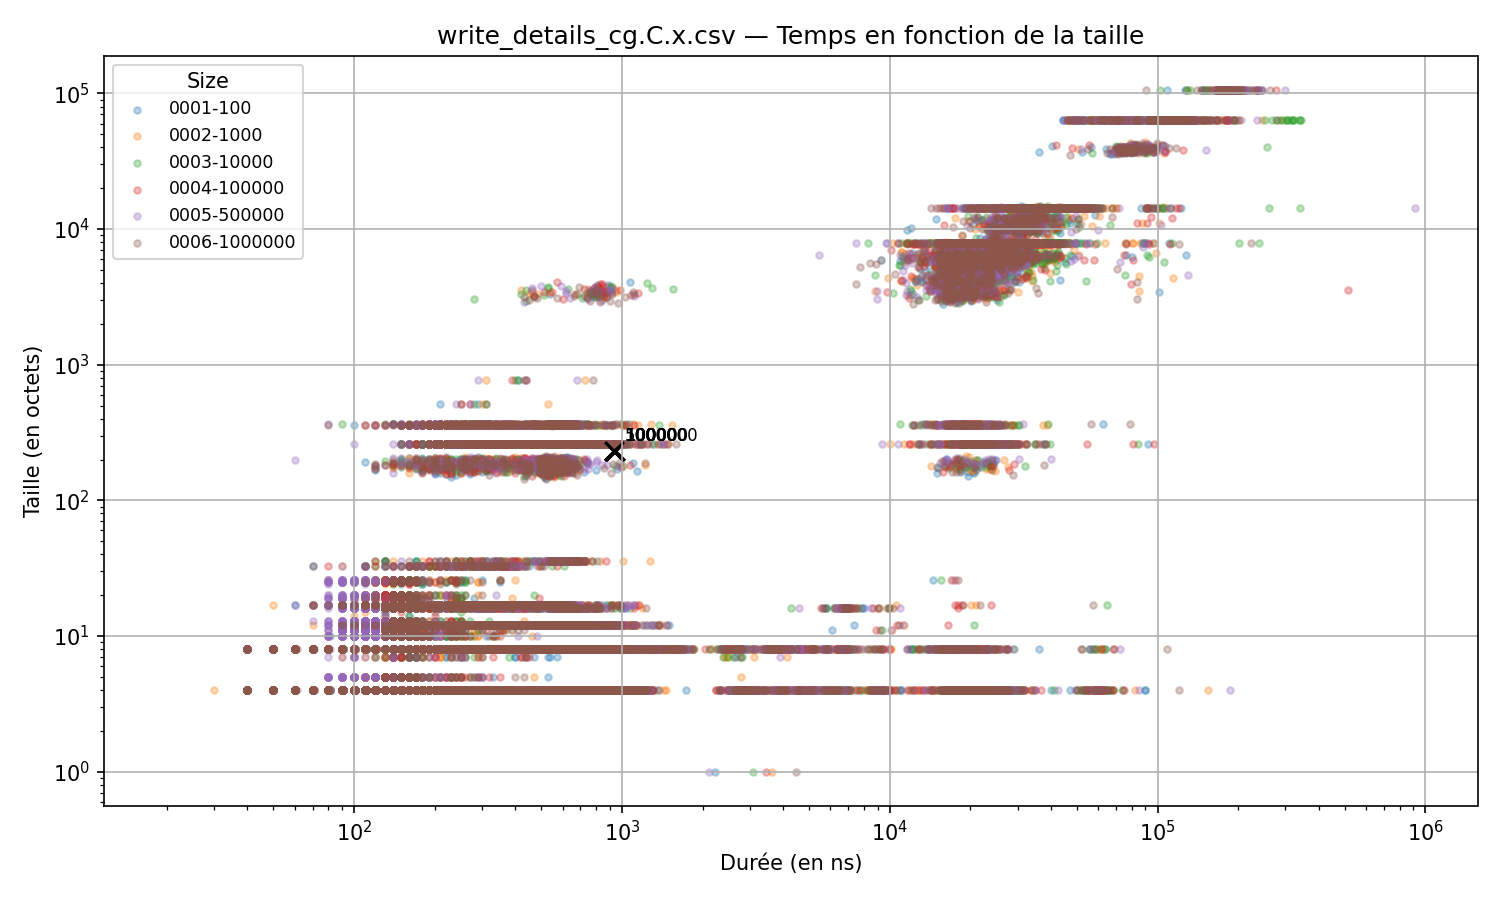 write_details_cg.C.x.csv — Temps en fonction de la taille
Size
0001-100
0002-1000
0003-10000
0004-100000
0005-500000
0006-1000000
10⁵
10⁴
10³
10²
10¹
10⁰
Taille (en octets)
10² 10³ 10⁴ 10⁵ 10⁶
Durée (en ns)